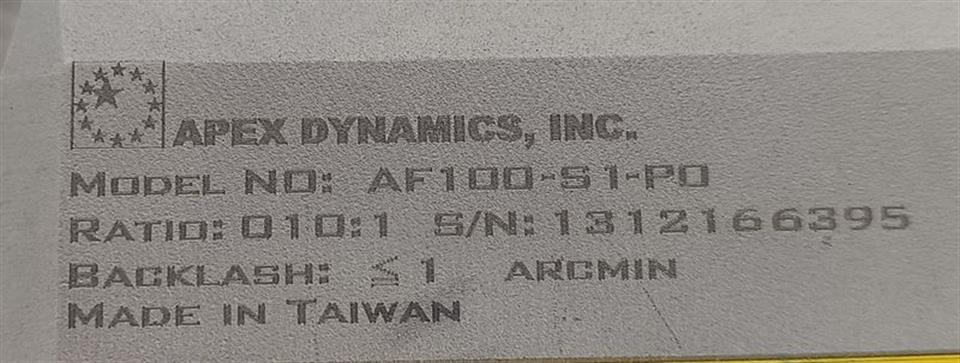 APEX DYNAMICS, INC.
MODEL NO: AF100-S1-P0
RATIO: 010:1 S/N: 1312166395
BACKLASH: ≦ 1 ARCMIN
MADE IN TAIWAN